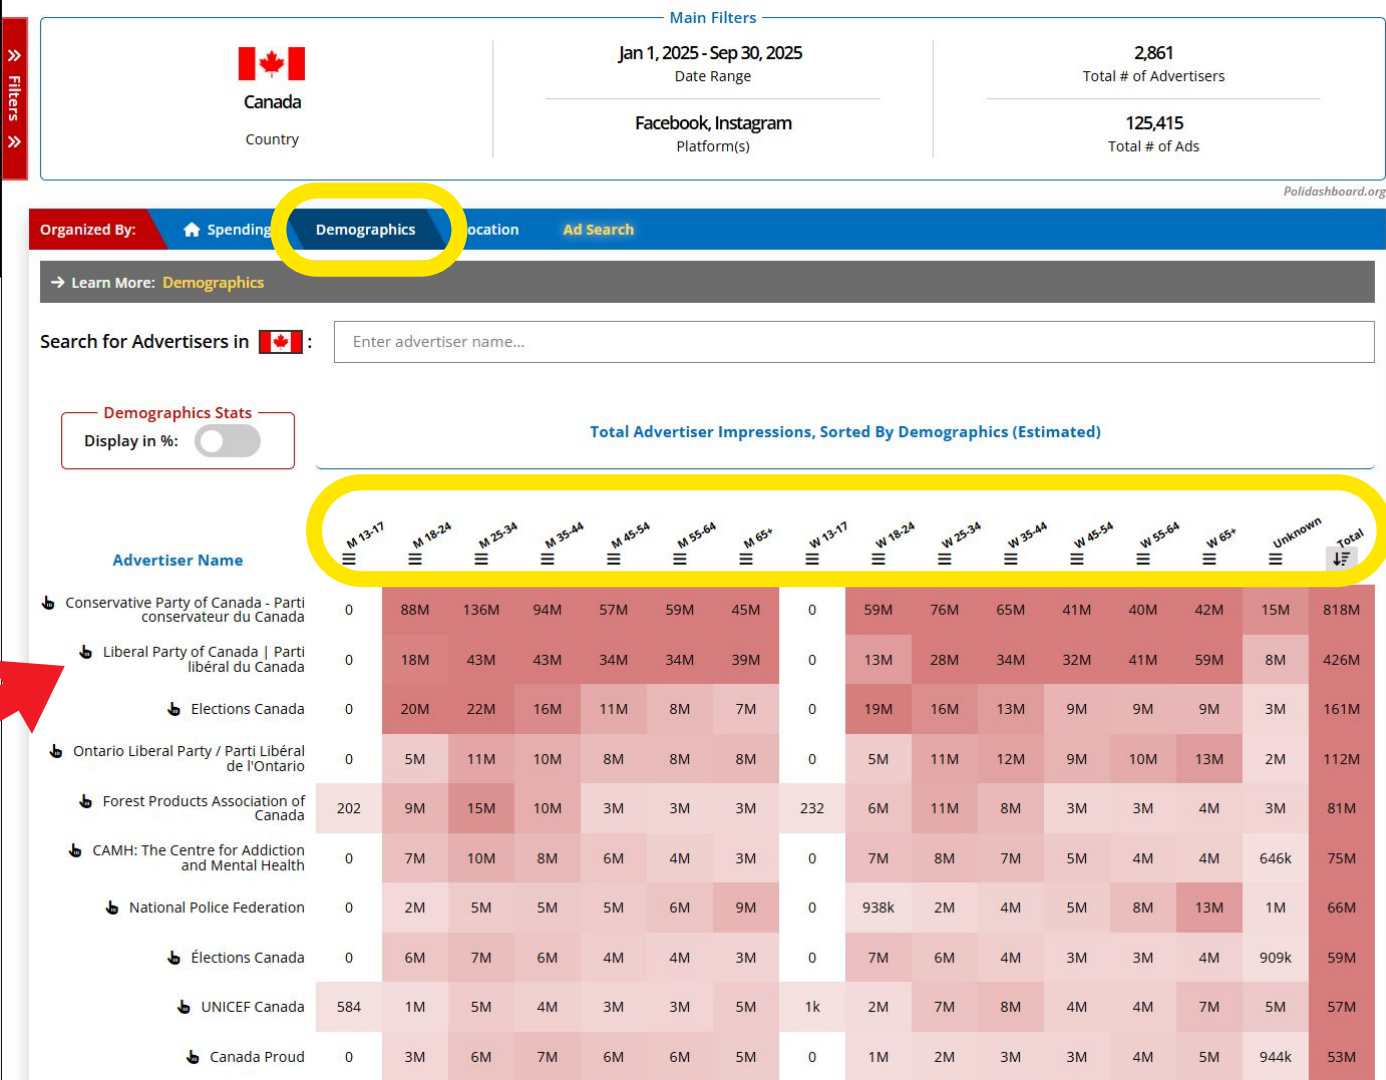 Main Filters
Filters
Canada
Country
Jan 1, 2025 - Sep 30, 2025
Date Range
Facebook, Instagram
Platform(s)
2,861
Total # of Advertisers
125,415
Total # of Ads
Polidashboard.org
Organized By: Spending Demographics ocation Ad Search
Learn More: Demographics
Search for Advertisers in :
Enter advertiser name...
Demographics Stats
Display in %:
Total Advertiser Impressions, Sorted By Demographics (Estimated)
Advertiser Name M 13-17 M 18-24 M 25-34 M 35-44 M 45-54 M 55-64 M 65+ W 13-17 W 18-24 W 25-34 W 35-44 W 45-54 W 55-64 W 65+ Unknown Total
Conservative Party of Canada - Parti
conservateur du Canada
0 88M 136M 94M 57M 59M 45M 0 59M 76M 65M 41M 40M 42M 15M 818M
Liberal Party of Canada | Parti
libéral du Canada
0 18M 43M 43M 34M 34M 39M 0 13M 28M 34M 32M 41M 59M 8M 426M
Elections Canada 0 20M 22M 16M 11M 8M 7M 0 19M 16M 13M 9M 9M 9M 3M 161M
Ontario Liberal Party / Parti Libéral
de l'Ontario
0 5M 11M 10M 8M 8M 8M 0 5M 11M 12M 9M 10M 13M 2M 112M
Forest Products Association of
Canada
202 9M 15M 10M 3M 3M 3M 232 6M 11M 8M 3M 3M 4M 3M 81M
CAMH: The Centre for Addiction
and Mental Health
0 7M 10M 8M 6M 4M 3M 0 7M 8M 7M 5M 4M 4M 646k 75M
National Police Federation 0 2M 5M 5M 5M 6M 9M 0 938k 2M 4M 5M 8M 13M 1M 66M
Élections Canada 0 6M 7M 6M 4M 4M 3M 0 7M 6M 4M 3M 3M 4M 909k 59M
UNICEF Canada 584 1M 5M 4M 3M 3M 5M 1k 2M 7M 8M 4M 4M 7M 5M 57M
Canada Proud 0 3M 6M 7M 6M 6M 5M 0 1M 2M 3M 3M 4M 5M 944k 53M